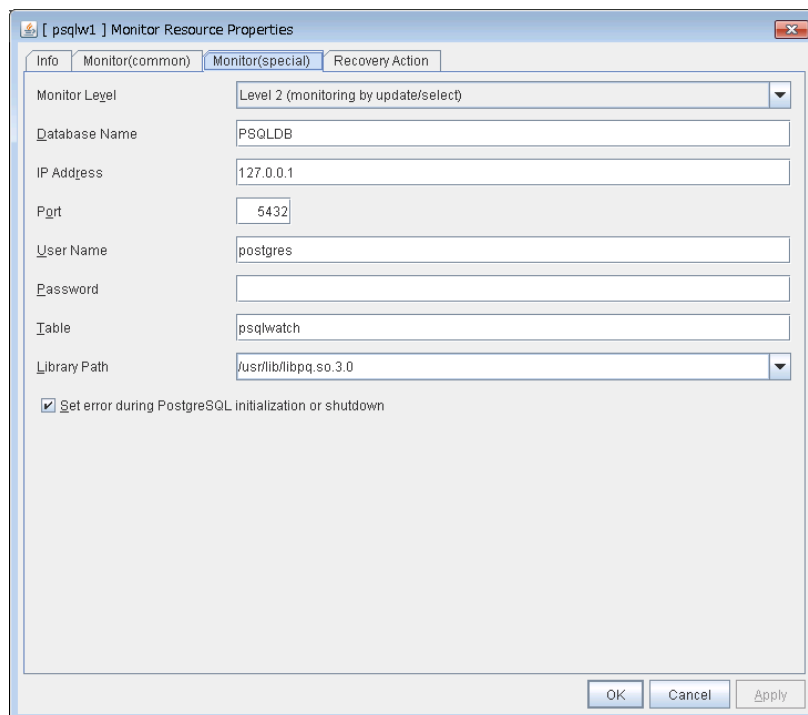 [ psqlw1 ] Monitor Resource Properties
Info Monitor(common) Monitor(special) Recovery Action
Monitor Level Level 2 (monitoring by update/select)
Database Name PSQLDB
IP Address 127.0.0.1
Port 5432
User Name postgres
Password
Table psqlwatch
Library Path /usr/lib/libpq.so.3.0
Set error during PostgreSQL initialization or shutdown
OK Cancel Apply